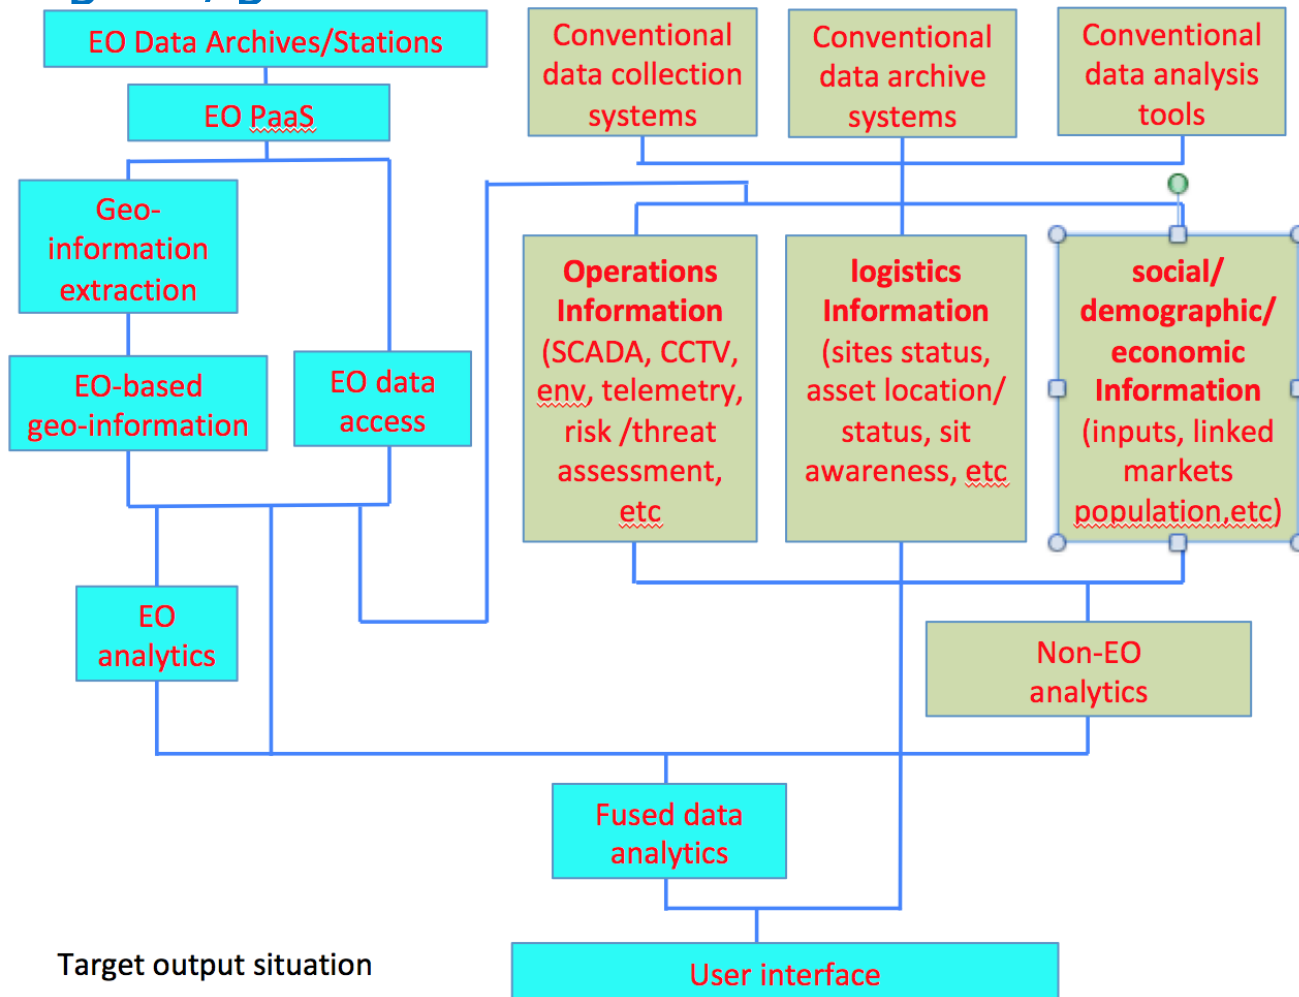 EO Data Archives/Stations
EO PaaS
Geo-
information
extraction
EO-based
geo-information
EO data
access
EO
analytics
Conventional
data collection
systems
Conventional
data archive
systems
Conventional
data analysis
tools
Operations
Information
(SCADA, CCTV,
env, telemetry,
risk /threat
assessment,
etc
logistics
Information
(sites status,
asset location/
status, sit
awareness, etc
social/
demographic/
economic
Information
(inputs, linked
markets
population,etc)
Non-EO
analytics
Fused data
analytics
User interface
Target output situation